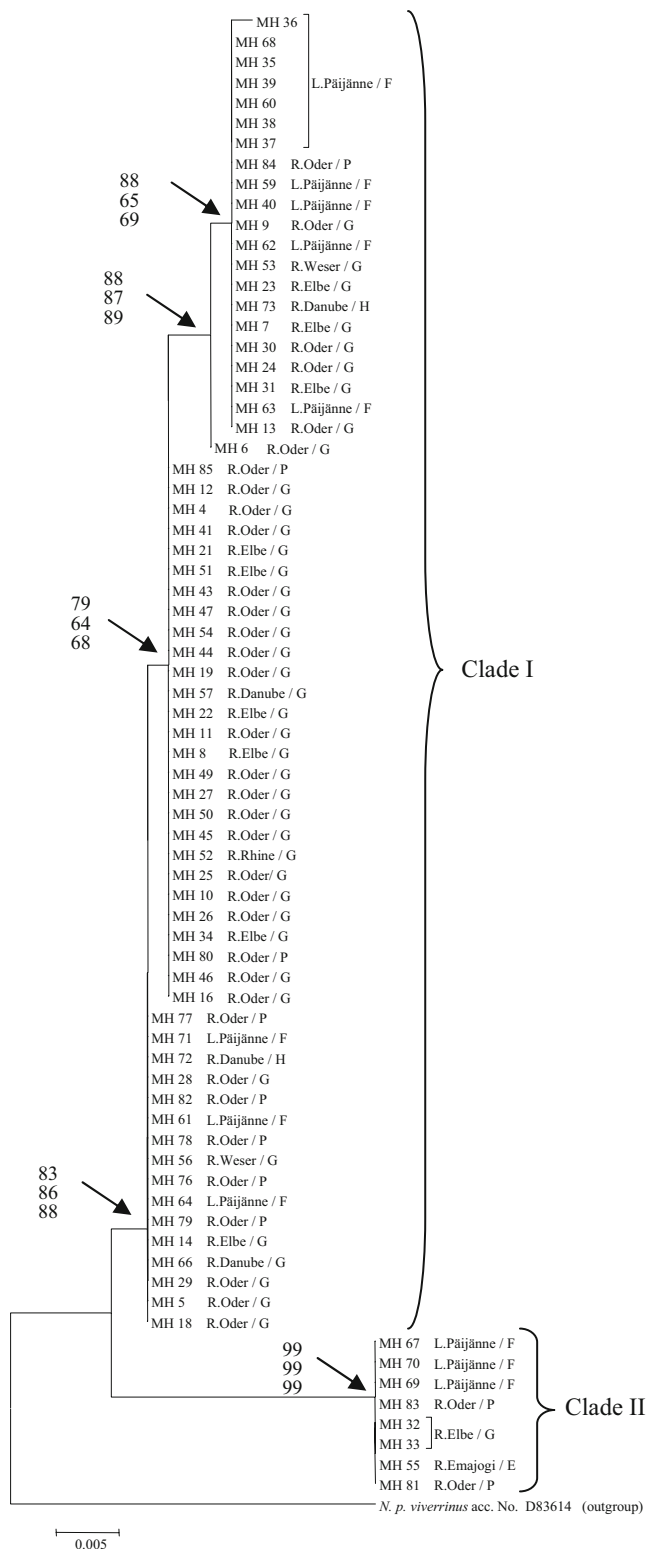 MH 36
MH 68
MH 35
MH 39
L.Päijänne / F
MH 60
MH 38
MH 37
MH 84 R.Oder / P
88
MH 59 L.Päijänne / F
65
MH 40 L.Päijänne / F
69
MH 9 R.Oder / G
MH 62 L.Päijänne / F
MH 53 R.Weser / G
88
MH 23 R.Elbe / G
87
MH 73 R.Danube / H
89
MH 7 R.Elbe / G
MH 30 R.Oder / G
MH 24 R.Oder / G
MH 31 R.Elbe / G
MH 63 L.Päijänne / F
MH 13 R.Oder / G
MH 6 R.Oder / G
MH 85 R.Oder / P
MH 12 R.Oder / G
MH 4 R.Oder / G
MH 41 R.Oder / G
MH 21 R.Elbe / G
MH 51 R.Elbe / G
MH 43 R.Oder / G
79
MH 47 R.Oder / G
64
MH 54 R.Oder / G
68
MH 44 R.Oder / G
MH 19 R.Oder / G
Clade I
MH 57 R.Danube / G
MH 22 R.Elbe / G
MH 11 R.Oder / G
MH 8 R.Elbe / G
MH 49 R.Oder / G
MH 27 R.Oder / G
MH 50 R.Oder / G
MH 45 R.Oder / G
MH 52 R.Rhine / G
MH 25 R.Oder/ G
MH 10 R.Oder / G
MH 26 R.Oder / G
MH 34 R.Elbe / G
MH 80 R.Oder / P
MH 46 R.Oder / G
MH 16 R.Oder / G
MH 77 R.Oder / P
MH 71 L.Päijänne / F
MH 72 R.Danube / H
MH 28 R.Oder / G
MH 82 R.Oder / P
MH 61 L.Päijänne / F
MH 78 R.Oder / P
MH 56 R.Weser / G
83
MH 76 R.Oder / P
86
MH 64 L.Päijänne / F
88
MH 79 R.Oder / P
MH 14 R.Elbe / G
MH 66 R.Danube / G
MH 29 R.Oder / G
MH 5 R.Oder / G
MH 18 R.Oder / G
99
MH 67 L.Päijänne / F
99
MH 70 L.Päijänne / F
99
MH 69 L.Päijänne / F
MH 83 R.Oder / P
Clade II
MH 32
R.Elbe / G
MH 33
MH 55 R.Emajogi / E
MH 81 R.Oder / P
N. p. viverrinus acc. No. D83614 (outgroup)
0.005